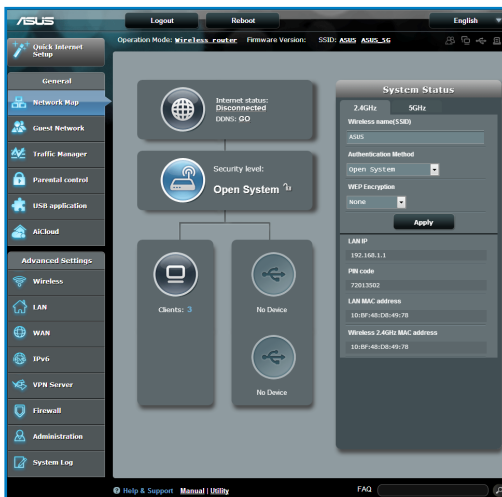 ASUS
Logout
Reboot
English
Quick Internet
Setup
Operation Mode: Wireless router Firmware Version: SSID: ASUS ASUS_5G
General
Network Map
Guest Network
Traffic Manager
Parental control
USB application
AiCloud
Advanced Settings
Wireless
LAN
WAN
IPv6
VPN Server
Firewall
Administration
System Log
Internet status:
Disconnected
DDNS: GO
Security level:
Open System
Clients: 3
No Device
No Device
System Status
2.4GHz
5GHz
Wireless name(SSID)
ASUS
Authentication Method
Open System
WEP Encryption
None
Apply
LAN IP
192.168.1.1
PIN code
72013502
LAN MAC address
10:BF:48:D8:49:78
Wireless 2.4GHz MAC address
10:BF:48:D8:49:78
Help & Support Manual | Utility
FAQ